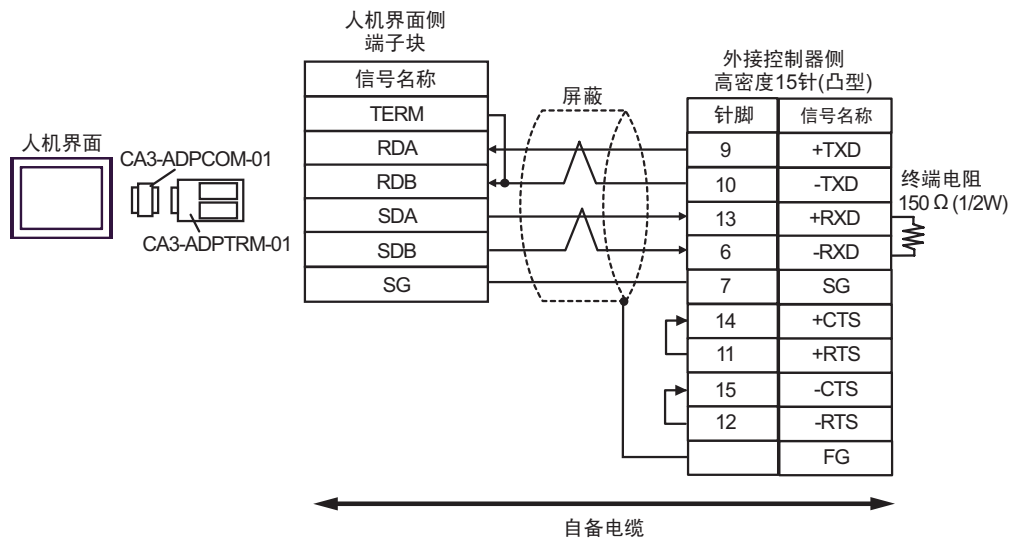 人机界面
CA3-ADPCOM-01
CA3-ADPTRM-01
人机界面侧
端子块
信号名称
TERM
RDA
RDB
SDA
SDB
SG
屏蔽
外接控制器侧
高密度15针(凸型)
针脚 信号名称
9 +TXD
10 -TXD
13 +RXD
6 -RXD
7 SG
14 +CTS
11 +RTS
15 -CTS
12 -RTS
FG
终端电阻
150 Ω (1/2W)
自备电缆